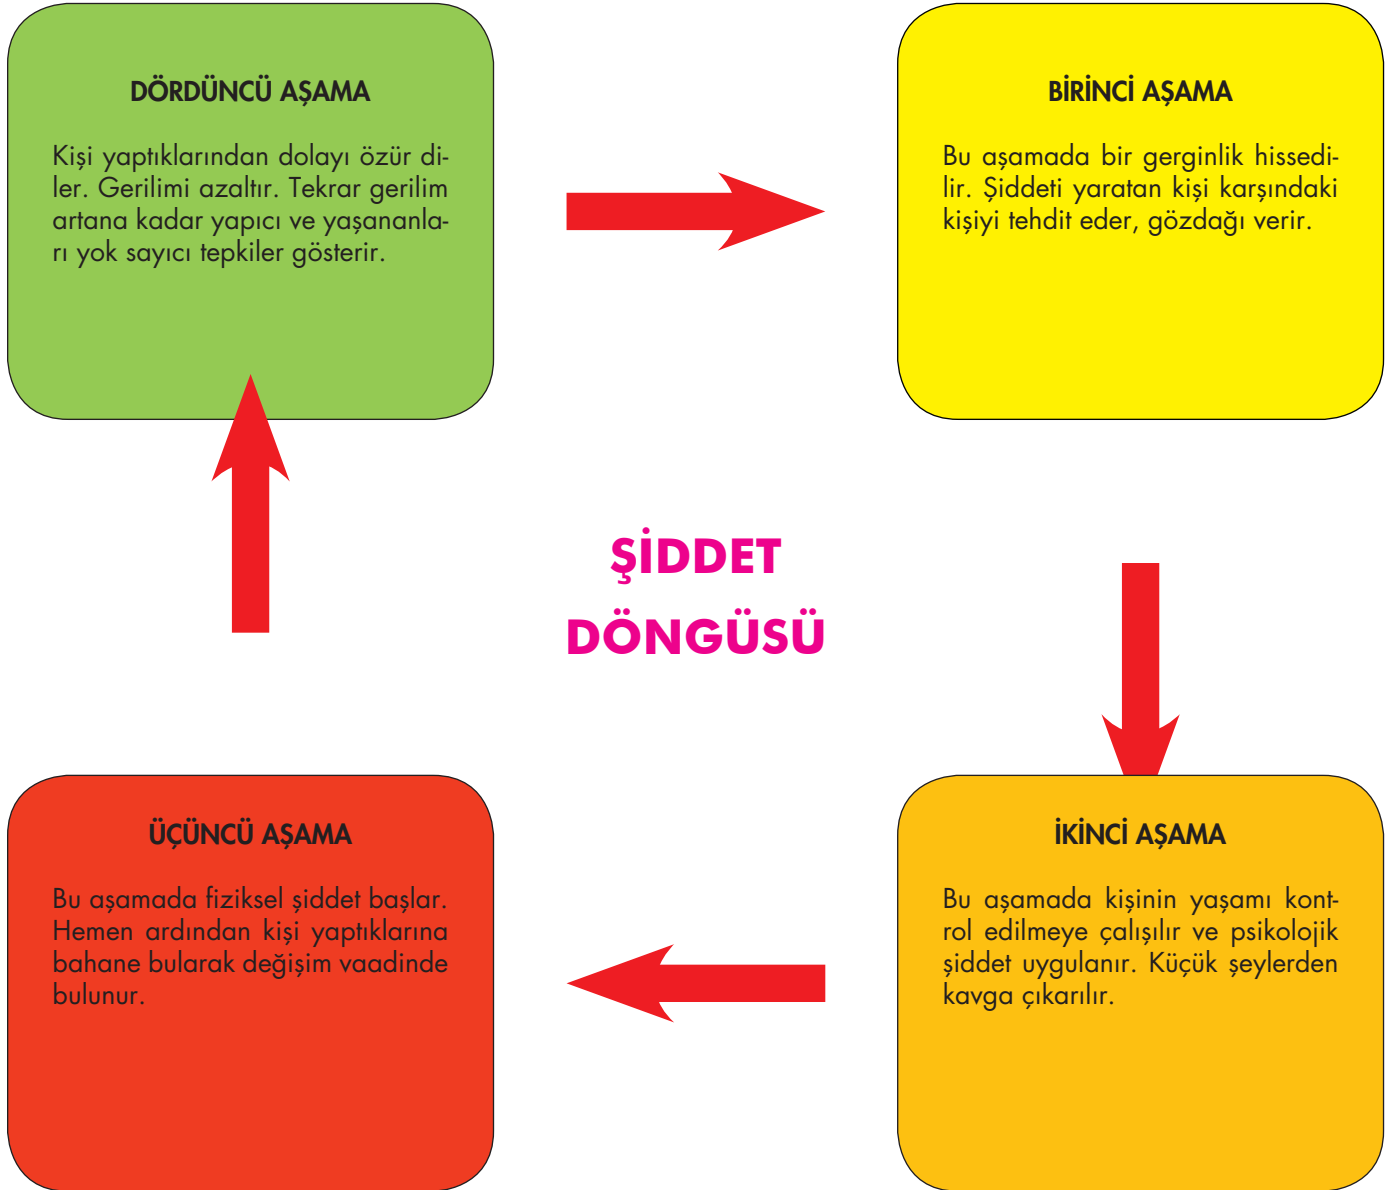 DÖRDÜNCÜ AŞAMA
Kişi yaptıklarından dolayı özür di-
ler. Gerilimi azaltır. Tekrar gerilim
artana kadar yapıcı ve yaşananla-
rı yok sayıcı tepkiler gösterir.
BİRİNCİ AŞAMA
Bu aşamada bir gerginlik hissedi-
lir. Şiddeti yaratan kişi karşındaki
kişiyi tehdit eder, gözdağı verir.
ŞİDDET
DÖNGÜSÜ
ÜÇÜNCÜ AŞAMA
Bu aşamada fiziksel şiddet başlar.
Hemen ardından kişi yaptıklarına
bahane bularak değişim vaadinde
bulunur.
İKİNCİ AŞAMA
Bu aşamada kişinin yaşamı kont-
rol edilmeye çalışılır ve psikolojik
şiddet uygulanır. Küçük şeylerden
kavga çıkarılır.